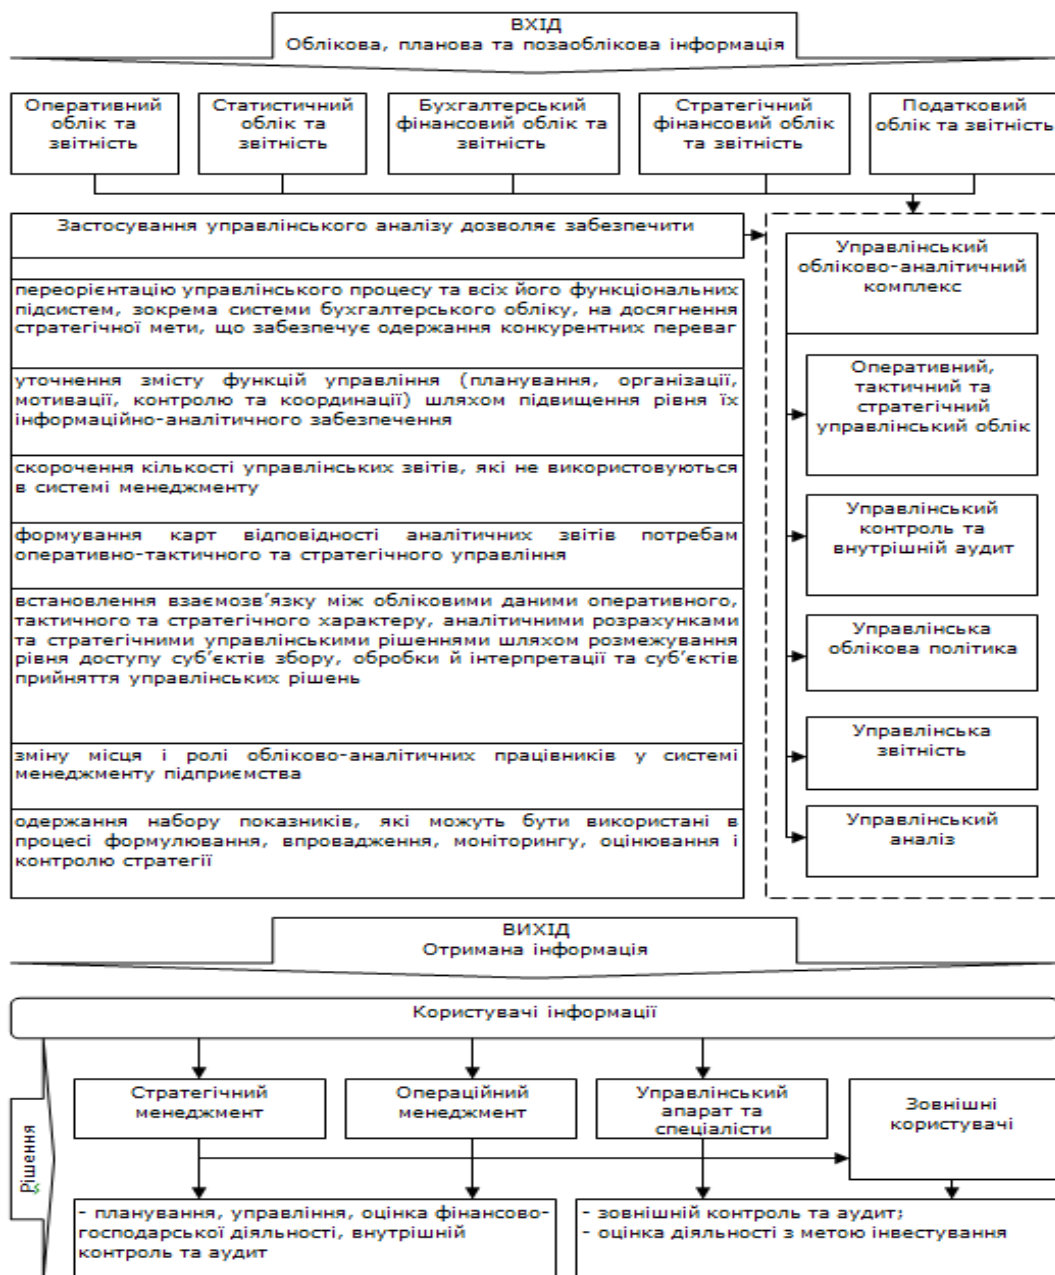 ВХІД
Облікова, планова та позаоблікова інформація
Оперативний
облік та
звітність
Статистичний
облік та
звітність
Бухгалтерський
фінансовий облік та
звітність
Стратегічний
фінансовий облік
та звітність
Податковий
облік та звітність
Застосування управлінського аналізу дозволяє забезпечити
переорієнтацію управлінського процесу та всіх його функціональних
підсистем, зокрема системи бухгалтерського обліку, на досягнення
стратегічної мети, що забезпечує одержання конкурентних переваг
уточнення змісту функцій управління (планування, організації,
мотивації, контролю та координації) шляхом підвищення рівня їх
інформаційно-аналітичного забезпечення
скорочення кількості управлінських звітів, які не використовуються
в системі менеджменту
формування карт відповідності аналітичних звітів потребам
оперативно-тактичного та стратегічного управління
встановлення взаємозв’язку між обліковими даними оперативного,
тактичного та стратегічного характеру, аналітичними розрахунками
та стратегічними управлінськими рішеннями шляхом розмежування
рівня доступу суб’єктів збору, обробки й інтерпретації та суб’єктів
прийняття управлінських рішень
зміну місця і ролі обліково-аналітичних працівників у системі
менеджменту підприємства
одержання набору показників, які можуть бути використані в
процесі формулювання, впровадження, моніторингу, оцінювання і
контролю стратегії
Управлінський
обліково-аналітичний
комплекс
Оперативний,
тактичний та
стратегічний
управлінський облік
Управлінський
контроль та
внутрішній аудит
Управлінська
облікова політика
Управлінська
звітність
Управлінський
аналіз
ВИХІД
Отримана інформація
Користувачі інформації
Рішення
Стратегічний
менеджмент
Операційний
менеджмент
Управлінський
апарат та
спеціалісти
Зовнішні
користувачі
- планування, управління, оцінка фінансово-
господарської діяльності, внутрішній
контроль та аудит
- зовнішній контроль та аудит;
- оцінка діяльності з метою інвестування